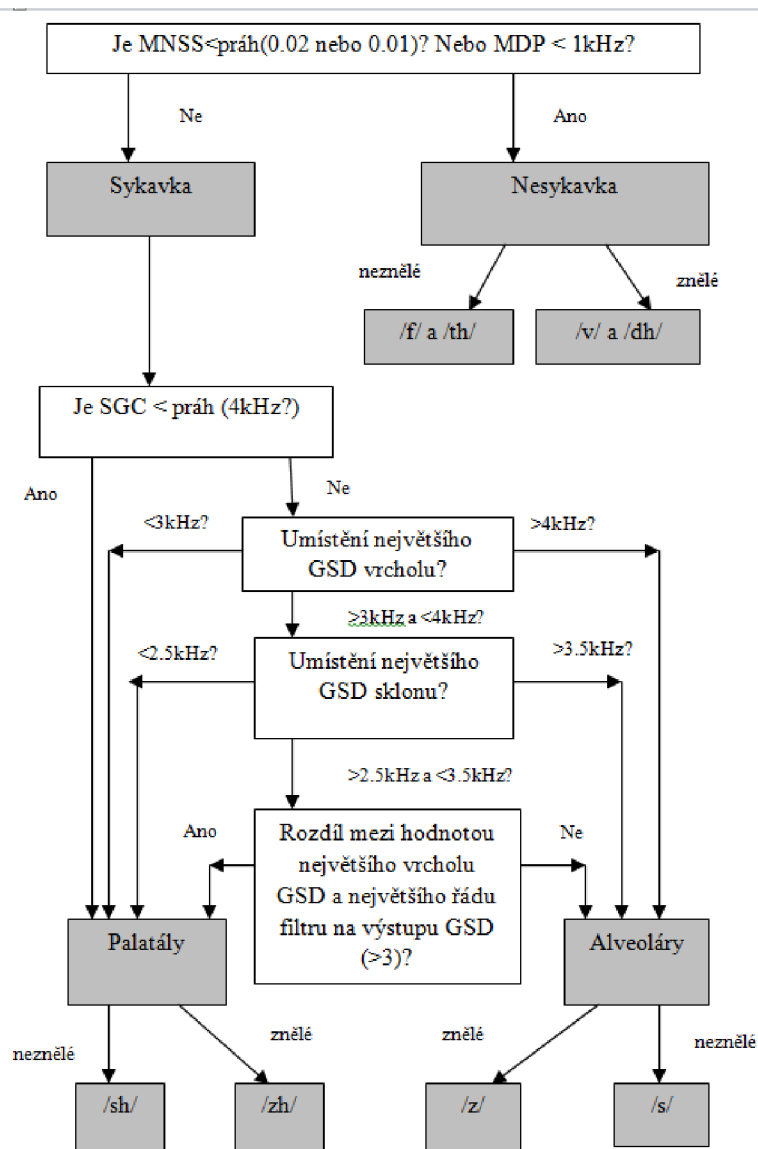 Je MNSS<práh(0.02 nebo 0.01)? Nebo MDP < 1kHz?
Ne
Ano
Sykavka
Nesykavka
neznělé
znělé
/f/ a /th/
/v/ a /dh/
Je SGC < práh (4kHz?)
Ano
Ne
<3kHz?
>4kHz?
Umístění největšího
GSD vrcholu?
>3kHz a <4kHz?
<2.5kHz?
>3.5kHz?
Umístění největšího
GSD sklonu?
>2.5kHz a <3.5kHz?
Ano
Ne
Rozdíl mezi hodnotou
největšího vrcholu
GSD a největšího řádu
filtru na výstupu GSD
(>3)?
Palatály
Alveoláry
neznělé
znělé
znělé
neznělé
/sh/
/zh/
/z/
/s/